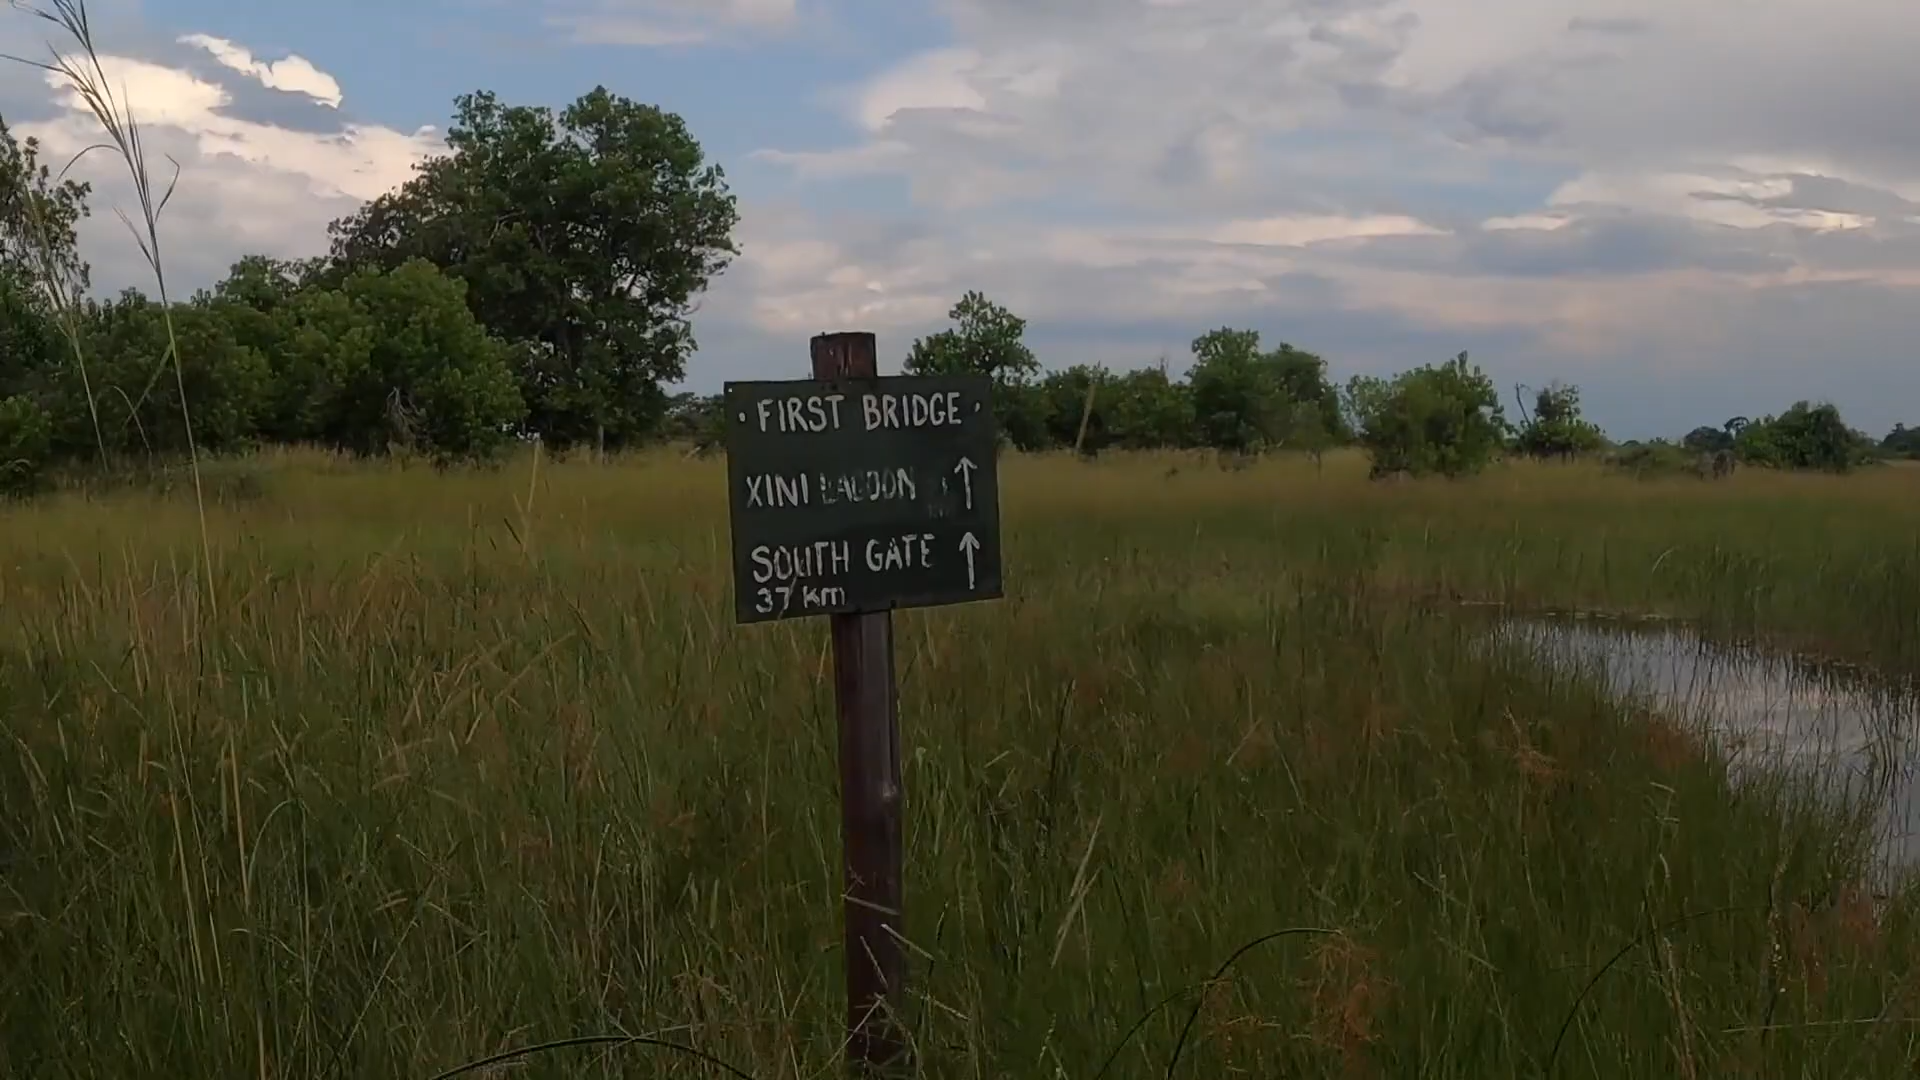 · FIRST BRIDGE ·
XINI LAGOON ↑
SOUTH GATE ↑
37 km